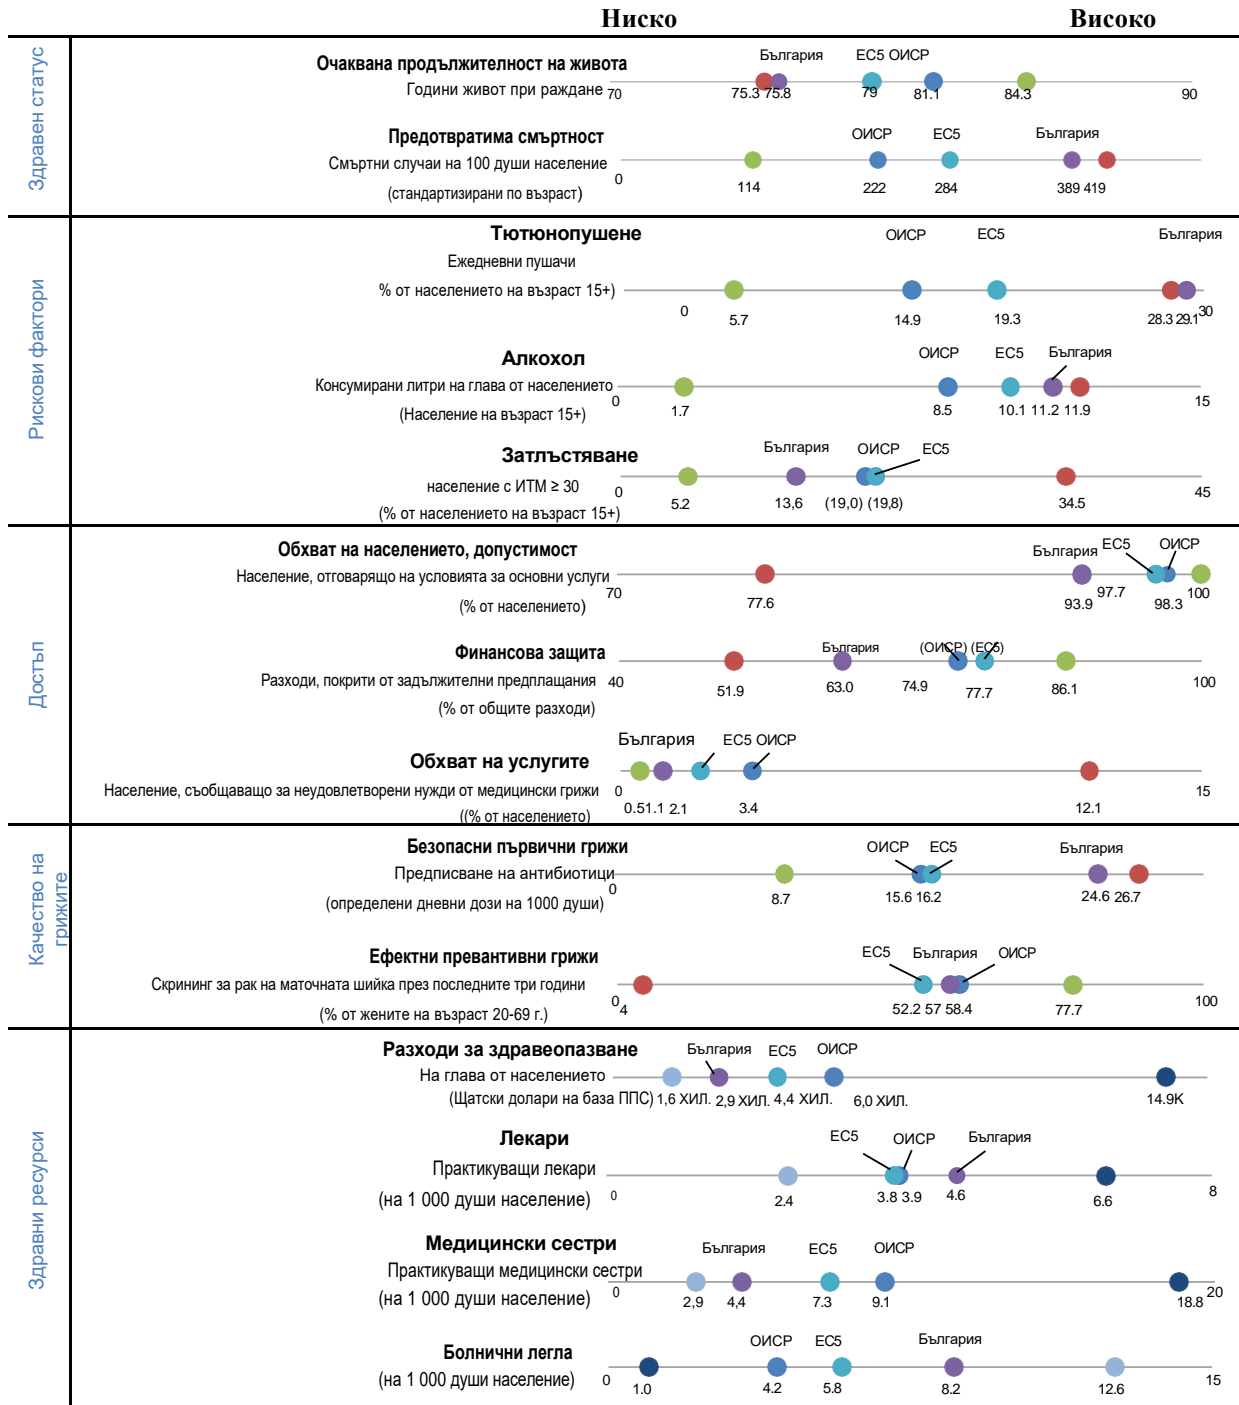 Ниско Високо
Здравен статус
Очаквана продължителност на живота
Години живот при раждане
България ЕС5 ОИСР
70 75.3 75.8 79 81.1 84.3 90
Предотвратима смъртност
Смъртни случаи на 100 души население
(стандартизирани по възраст)
ОИСР ЕС5 България
0 114 222 284 389 419
Рискови фактори
Тютюнопушене
Ежедневни пушачи
% от населението на възраст 15+)
ОИСР ЕС5 България
0 5.7 14.9 19.3 28.3 29.1 30
Алкохол
Консумирани литри на глава от населението
(Население на възраст 15+)
ОИСР ЕС5 България
0 1.7 8.5 10.1 11.2 11.9 15
Затлъстяване
население с ИТМ ≥ 30
(% от населението на възраст 15+)
България ОИСР ЕС5
0 5.2 13,6 (19,0) (19,8) 34.5 45
Достъп
Обхват на населението, допустимост
Население, отговарящо на условията за основни услуги
(% от населението)
България ЕС5 ОИСР
70 77.6 93.9 97.7 98.3 100
Финансова защита
Разходи, покрити от задължителни предплащания
(% от общите разходи)
България (ОИСР) (ЕС5)
40 51.9 63.0 74.9 77.7 86.1 100
Обхват на услугите
Население, съобщаващо за неудовлетворени нужди от медицински грижи
((% от населението)
България ЕС5 ОИСР
0 0.51.1 2.1 3.4 12.1 15
Качество на
грижите
Безопасни първични грижи
Предписване на антибиотици
(определени дневни дози на 1000 души)
ОИСР ЕС5 България
0 8.7 15.6 16.2 24.6 26.7
Ефектни превантивни грижи
Скрининг за рак на маточната шийка през последните три години
(% от жените на възраст 20-69 г.)
ЕС5 България ОИСР
0 4 52.2 57 58.4 77.7 100
Здравни ресурси
Разходи за здравеопазване
На глава от населението
(Щатски долари на база ППС)
България ЕС5 ОИСР
1,6 ХИЛ. 2,9 ХИЛ. 4,4 ХИЛ. 6,0 ХИЛ. 14.9K
Лекари
Практикуващи лекари
(на 1 000 души население)
ЕС5 ОИСР България
0 2.4 3.8 3.9 4.6 6.6 8
Медицински сестри
Практикуващи медицински сестри
(на 1 000 души население)
България ЕС5 ОИСР
0 2,9 4,4 7.3 9.1 18.8 20
Болнични легла
(на 1 000 души население)
ОИСР ЕС5 България
0 1.0 4.2 5.8 8.2 12.6 15